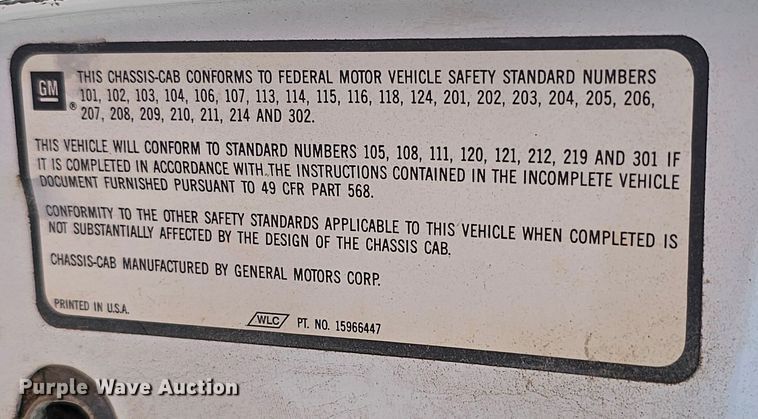 GM
®
THIS CHASSIS-CAB CONFORMS TO FEDERAL MOTOR VEHICLE SAFETY STANDARD NUMBERS
101, 102, 103, 104, 106, 107, 113, 114, 115, 116, 118, 124, 201, 202, 203, 204, 205, 206,
207, 208, 209, 210, 211, 214 AND 302.
THIS VEHICLE WILL CONFORM TO STANDARD NUMBERS 105, 108, 111, 120, 121, 212, 219 AND 301 IF
IT IS COMPLETED IN ACCORDANCE WITH THE INSTRUCTIONS CONTAINED IN THE INCOMPLETE VEHICLE
DOCUMENT FURNISHED PURSUANT TO 49 CFR PART 568.
CONFORMITY TO THE OTHER SAFETY STANDARDS APPLICABLE TO THIS VEHICLE WHEN COMPLETED IS
NOT SUBSTANTIALLY AFFECTED BY THE DESIGN OF THE CHASSIS CAB.
CHASSIS-CAB MANUFACTURED BY GENERAL MOTORS CORP.
PRINTED IN U.S.A.
WLC PT. NO. 15966447
Purple Wave Auction